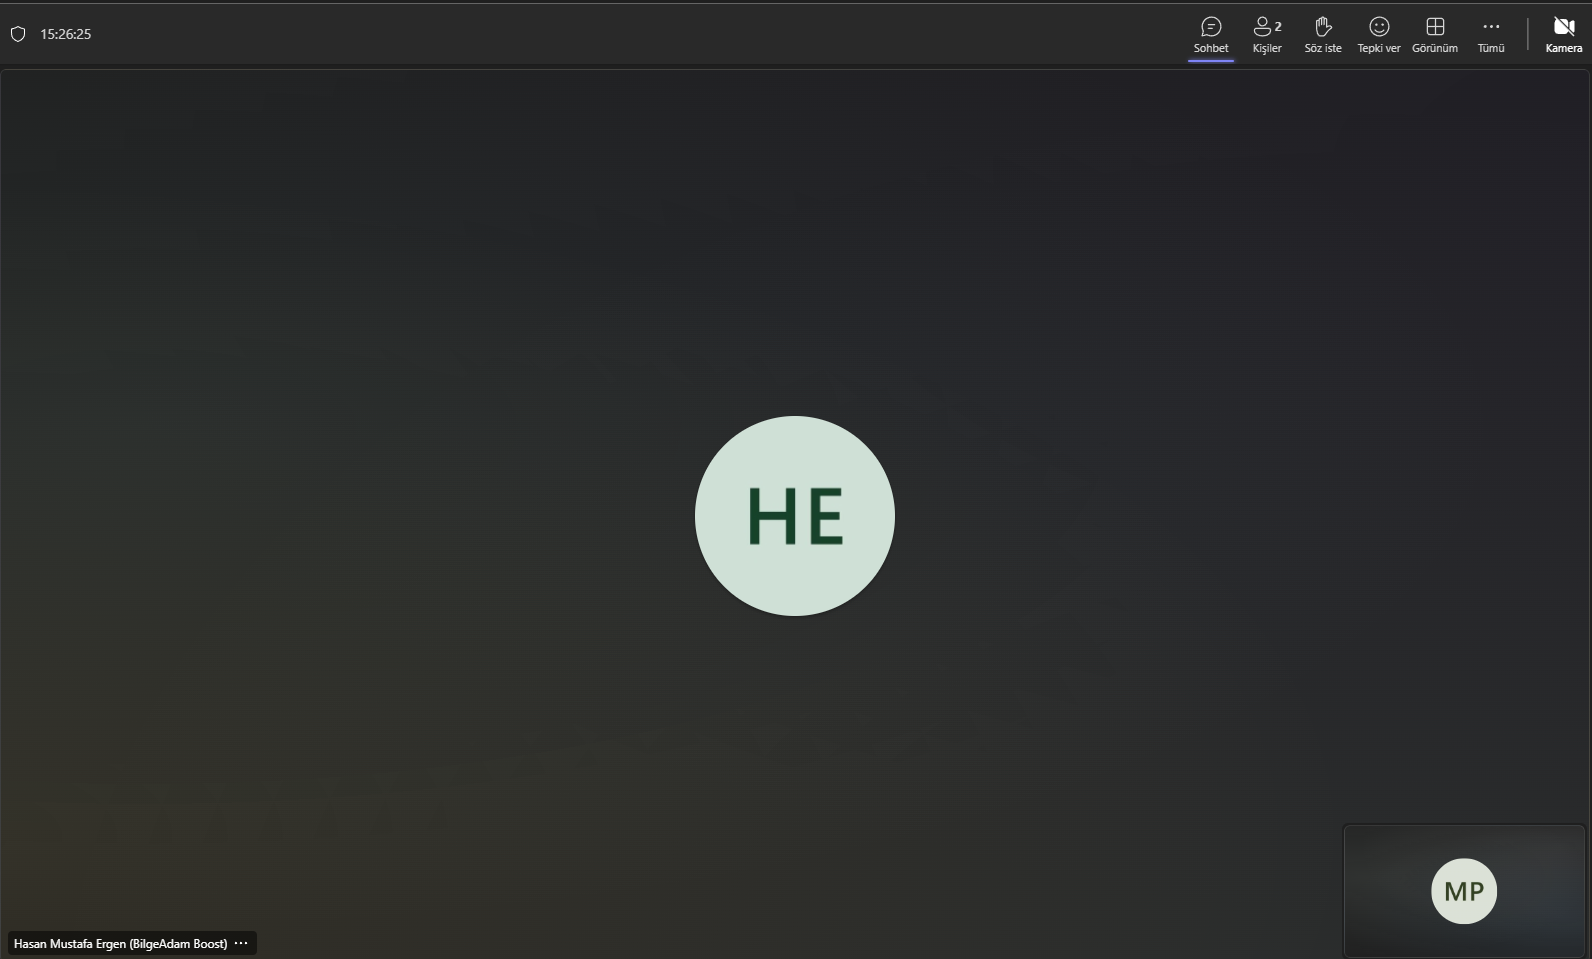 15:26:25
Sohbet
2
Kişiler
Söz iste
Tepki ver
Görünüm
Tümü
Kamera
HE
MP
Hasan Mustafa Ergen (BilgeAdam Boost)